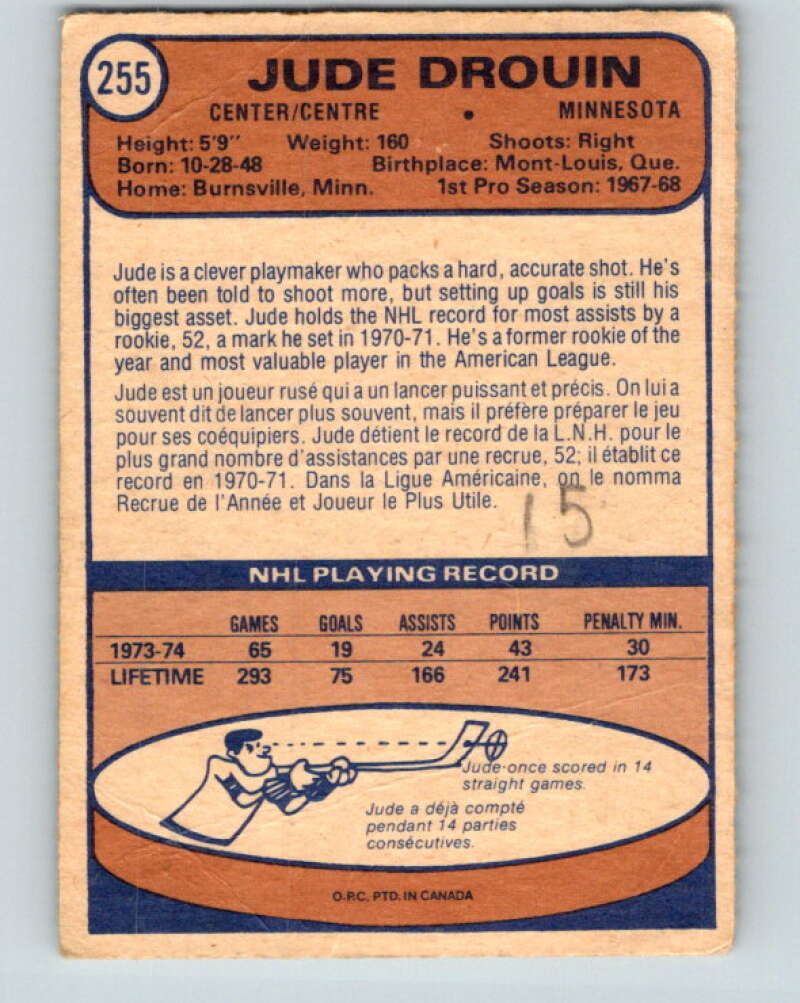 255
JUDE DROUIN
CENTER/CENTRE • MINNESOTA
Height: 5'9" Weight: 160 Shoots: Right
Born: 10-28-48 Birthplace: Mont-Louis, Que.
Home: Burnsville, Minn. 1st Pro Season: 1967-68
Jude is a clever playmaker who packs a hard, accurate shot. He's
often been told to shoot more, but setting up goals is still his
biggest asset. Jude holds the NHL record for most assists by a
rookie, 52, a mark he set in 1970-71. He's a former rookie of the
year and most valuable player in the American League.
Jude est un joueur rusé qui a un lancer puissant et précis. On lui a
souvent dit de lancer plus souvent, mais il préfère préparer le jeu
pour ses coéquipiers. Jude détient le record de la L.N.H. pour le
plus grand nombre d'assistances par une recrue, 52; il établit ce
record en 1970-71. Dans la Ligue Américaine, on le nomma
Recrue de l'Année et Joueur le Plus Utile.
15
NHL PLAYING RECORD
GAMES GOALS ASSISTS POINTS PENALTY MIN.
1973-74 65 19 24 43 30
LIFETIME 293 75 166 241 173
Jude once scored in 14
straight games.
Jude a déjà compté
pendant 14 parties
consécutives.
O.P.C. PTD. IN CANADA